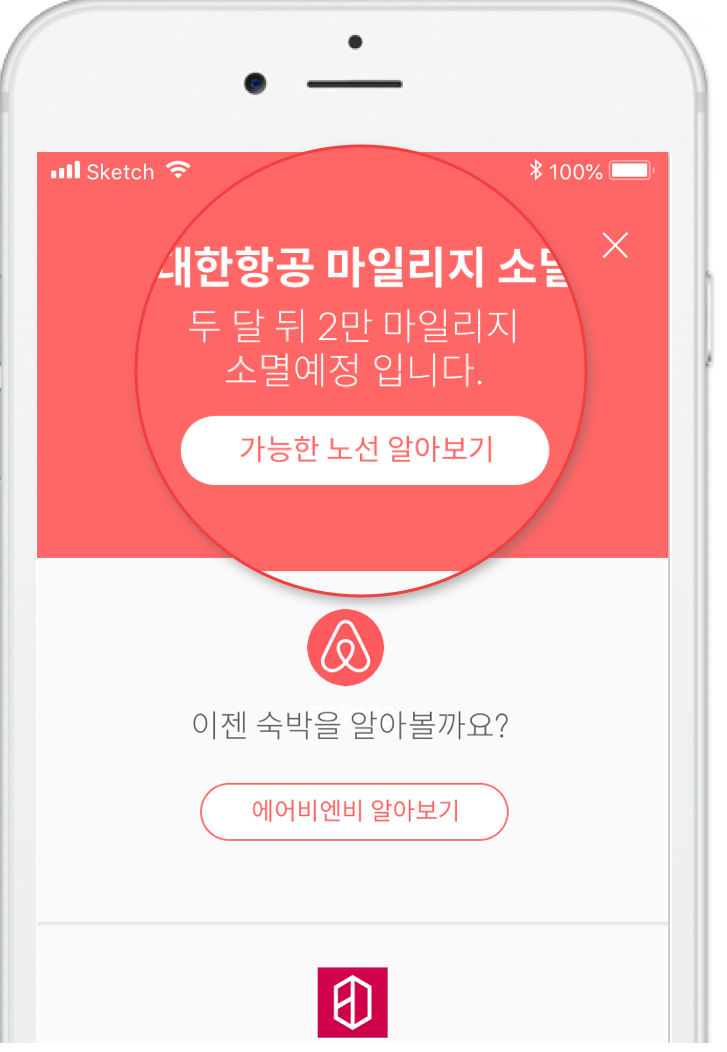 Sketch 100%
대한항공 마일리지 소멸
두 달 뒤 2만 마일리지
소멸예정 입니다.
가능한 노선 알아보기
이젠 숙박을 알아볼까요?
에어비엔비 알아보기